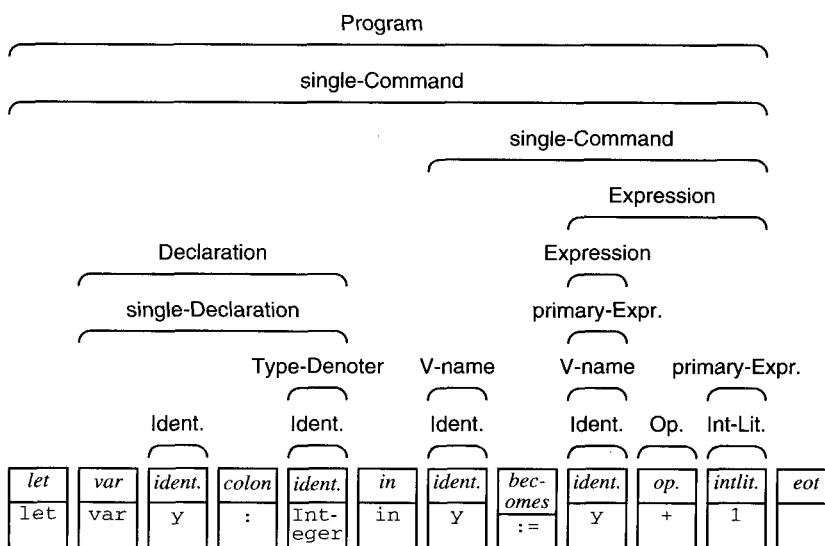 Program
single-Command
single-Command
Expression
Declaration Expression
single-Declaration primary-Expr.
Type-Denoter V-name V-name primary-Expr.
Ident. Ident. Ident. Ident. Op. Int-Lit.
let var ident. colon ident. in ident. bec-omes ident. op. intlit. eot
let var y : Int-eger in y := y + 1